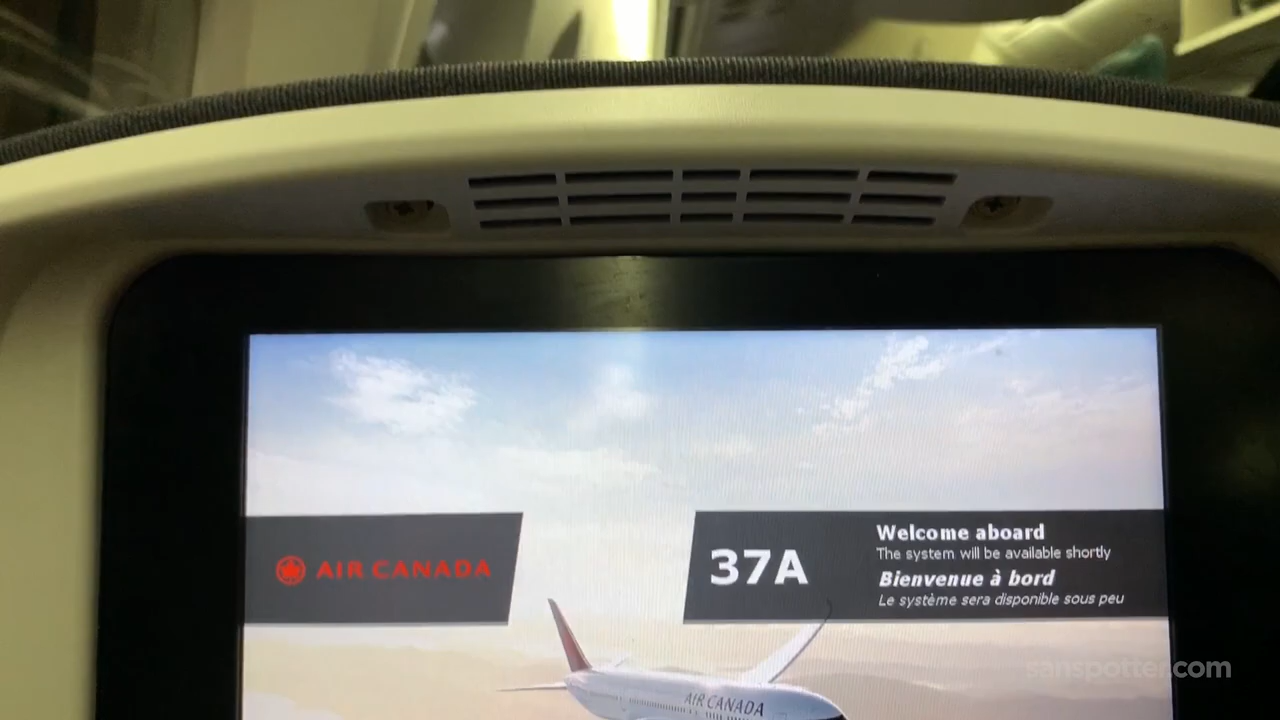 AIR CANADA
37A
Welcome aboard
The system will be available shortly
Bienvenue à bord
Le système sera disponible sous peu
AIR CANADA
sanspotter.com